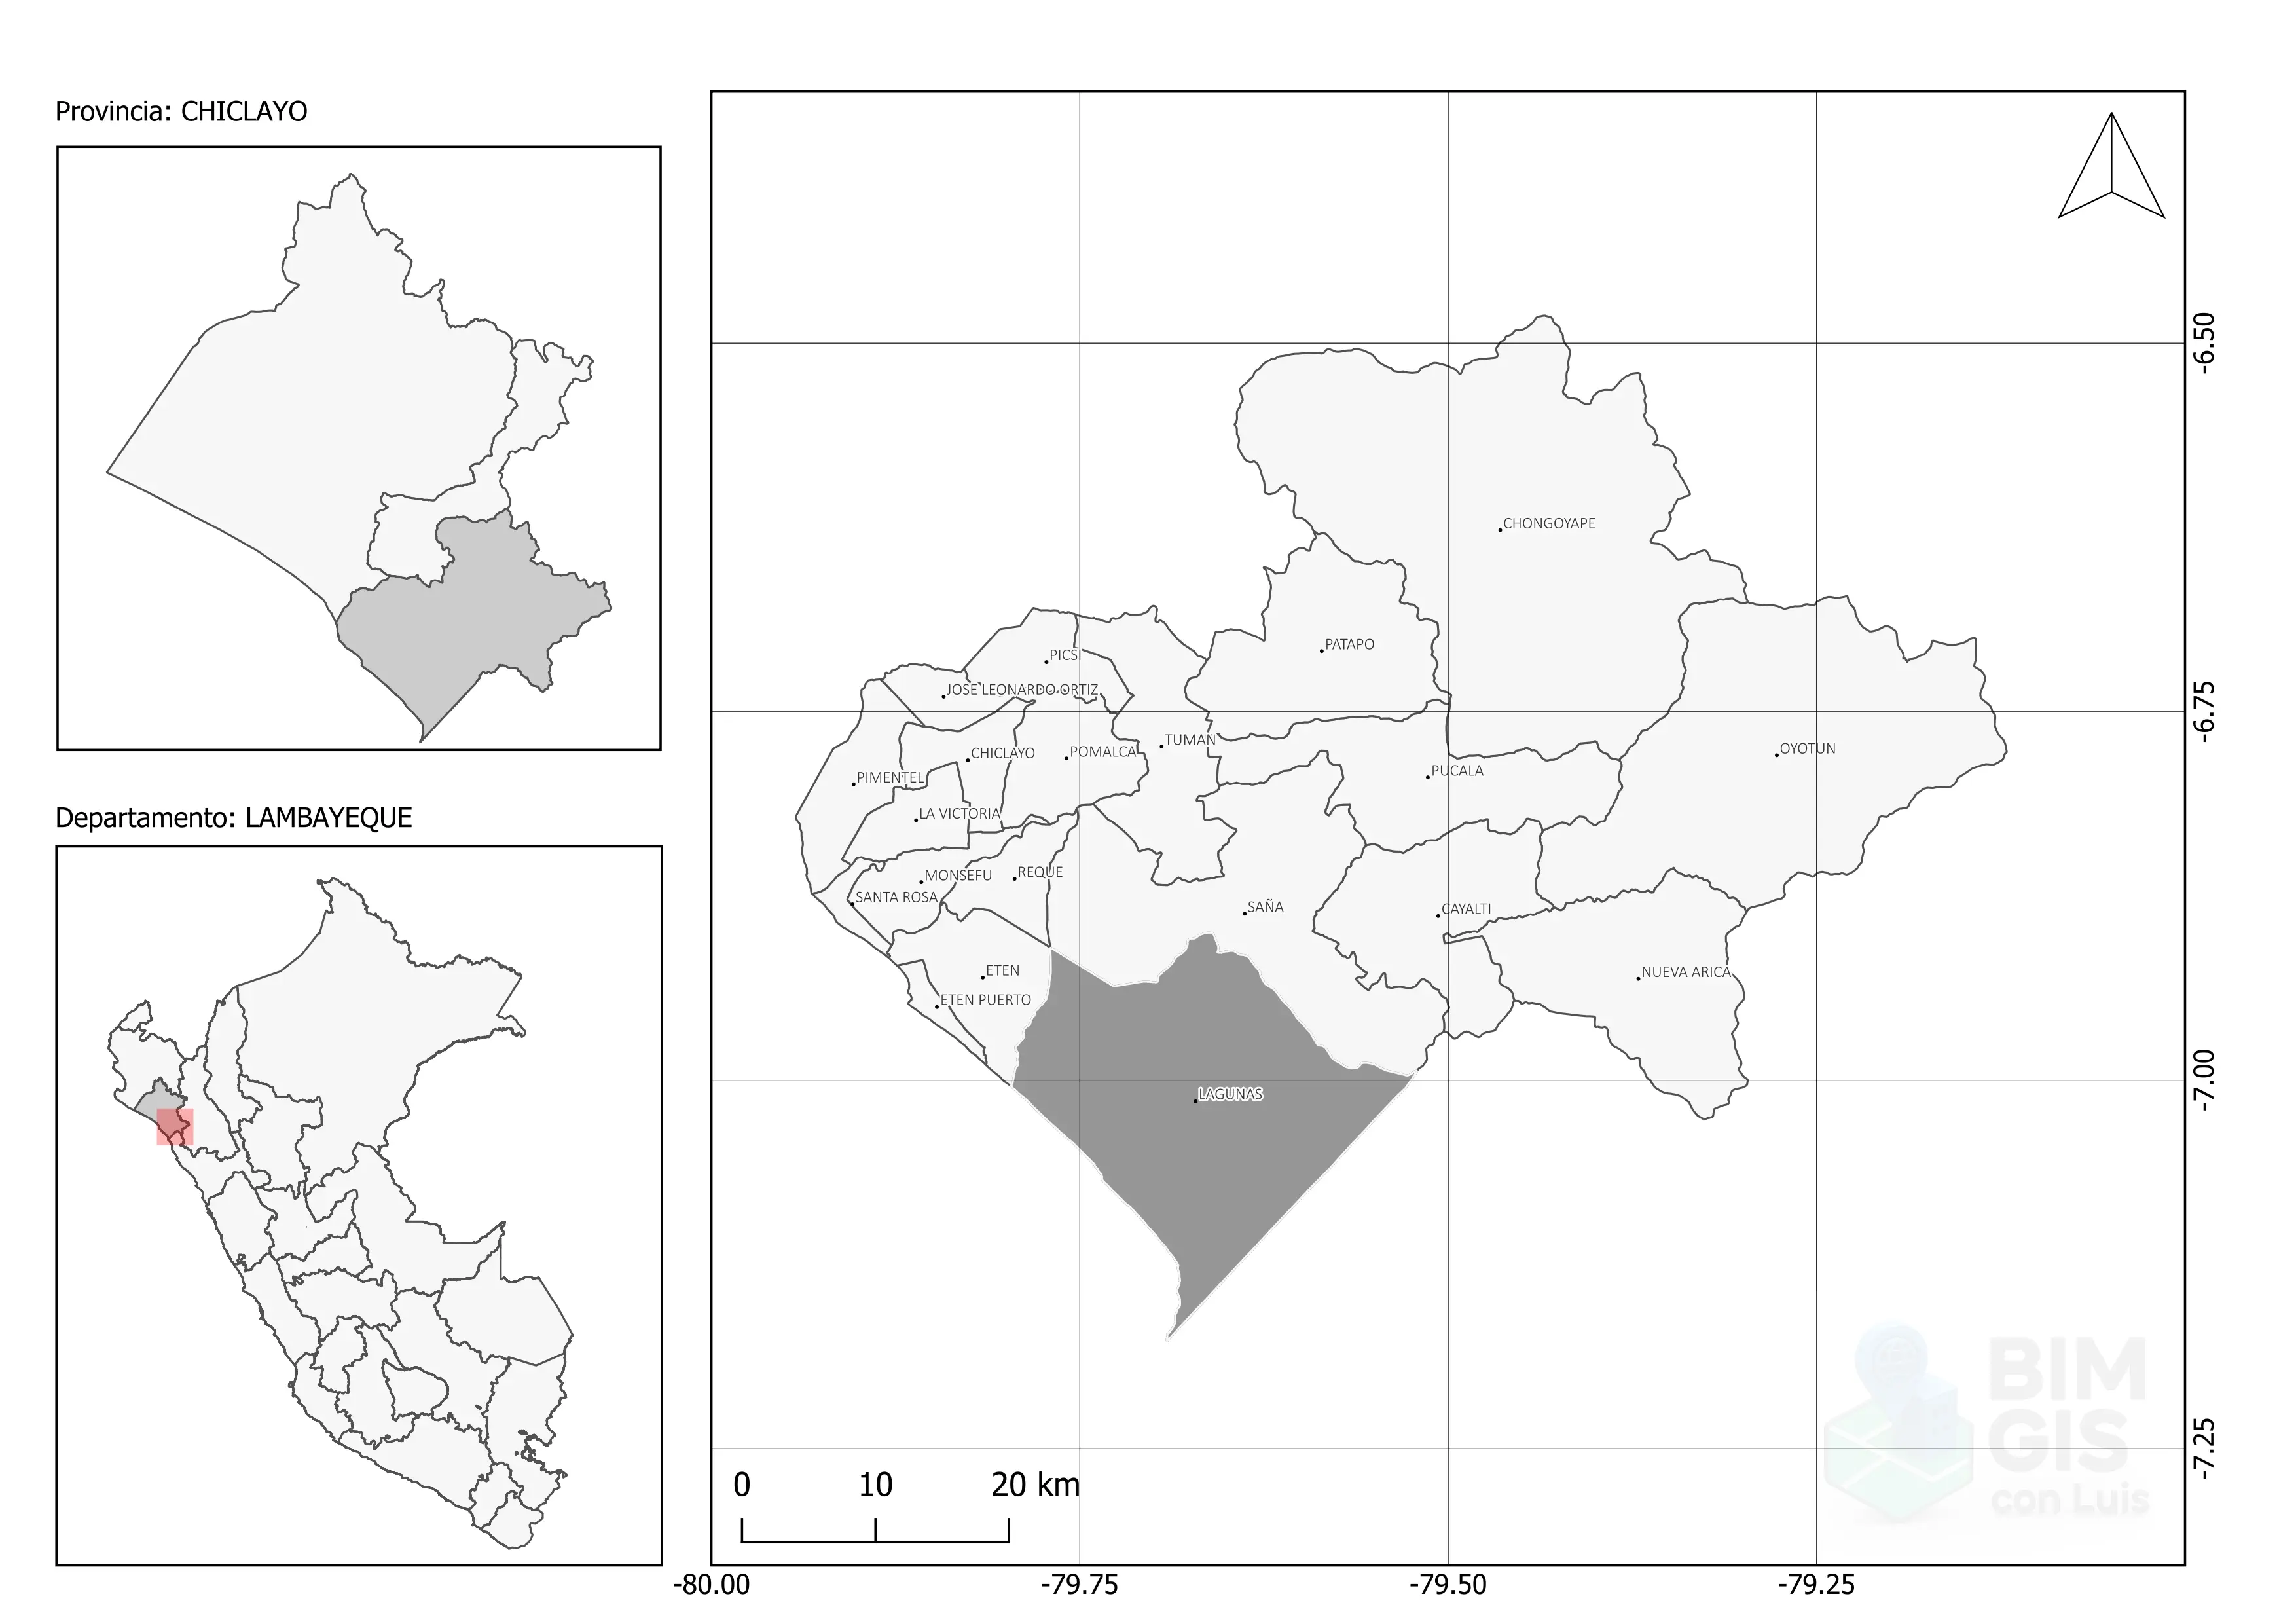 Provincia: CHICLAYO
Departamento: LAMBAYEQUE
CHONGOYAPE
PATAPO
PICSI
JOSE LEONARDO ORTIZ
TUMAN
OYOTUN
CHICLAYO
POMALCA
PUCALA
PIMENTEL
LA VICTORIA
REQUE
MONSEFU
SANTA ROSA
SAÑA
CAYALTI
ETEN
NUEVA ARICA
ETEN PUERTO
LAGUNAS
-6.50
-6.75
-7.00
-7.25
0 10 20 km
-80.00 -79.75 -79.50 -79.25
BIM
GIS
con Luis